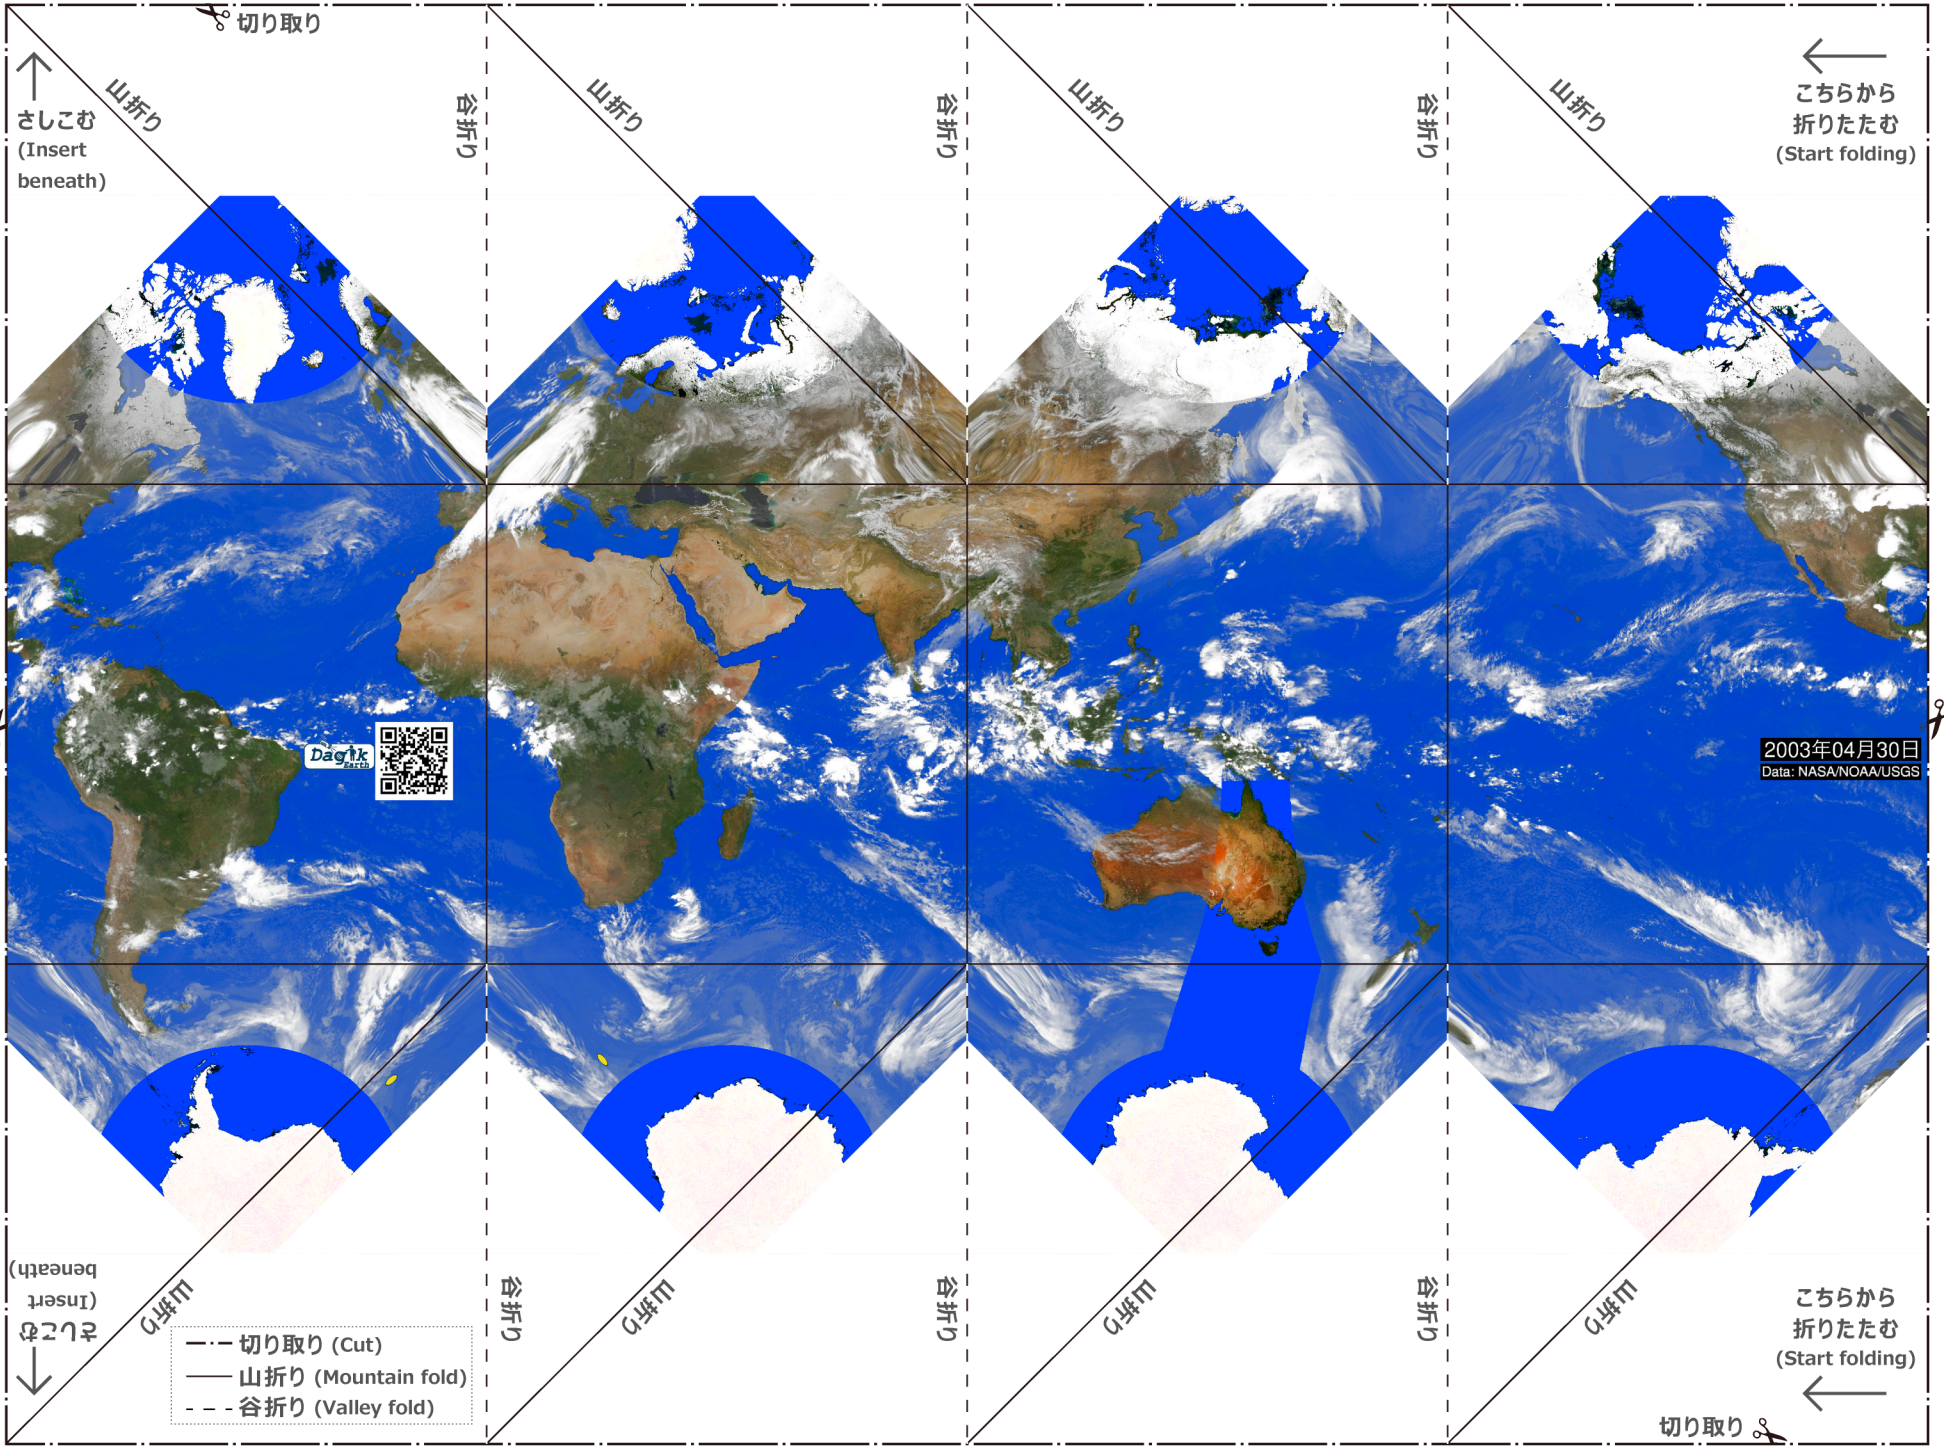 切り取り
山折り
谷折り
山折り
谷折り
山折り
谷折り
山折り
さしこむ
(Insert
beneath)
こちらから
折りたたむ
(Start folding)
Dagik
Earth
2003年04月30日
Data: NASA/NOAA/USGS
さしこむ
(Insert
beneath)
山折り
谷折り
山折り
谷折り
山折り
谷折り
山折り
切り取り (Cut)
山折り (Mountain fold)
谷折り (Valley fold)
こちらから
折りたたむ
(Start folding)
切り取り